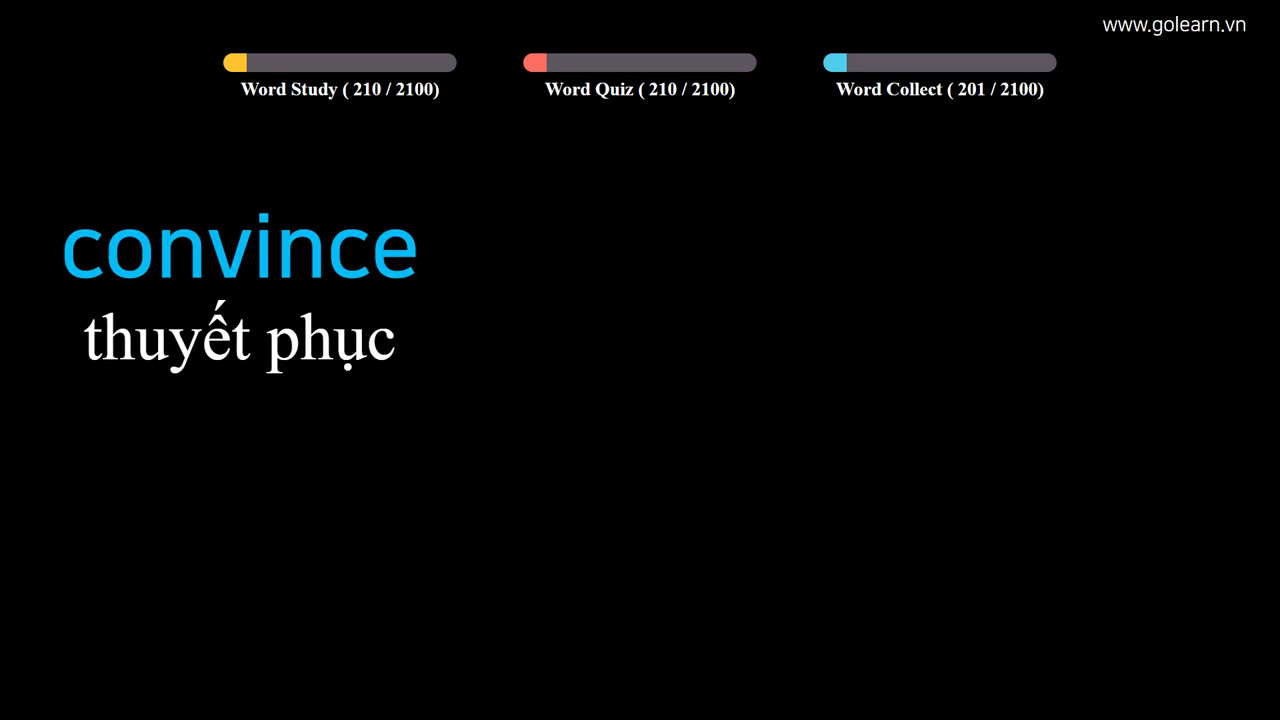 www.golearn.vn
Word Study ( 210 / 2100)
Word Quiz ( 210 / 2100)
Word Collect ( 201 / 2100)
convince
thuyết phục